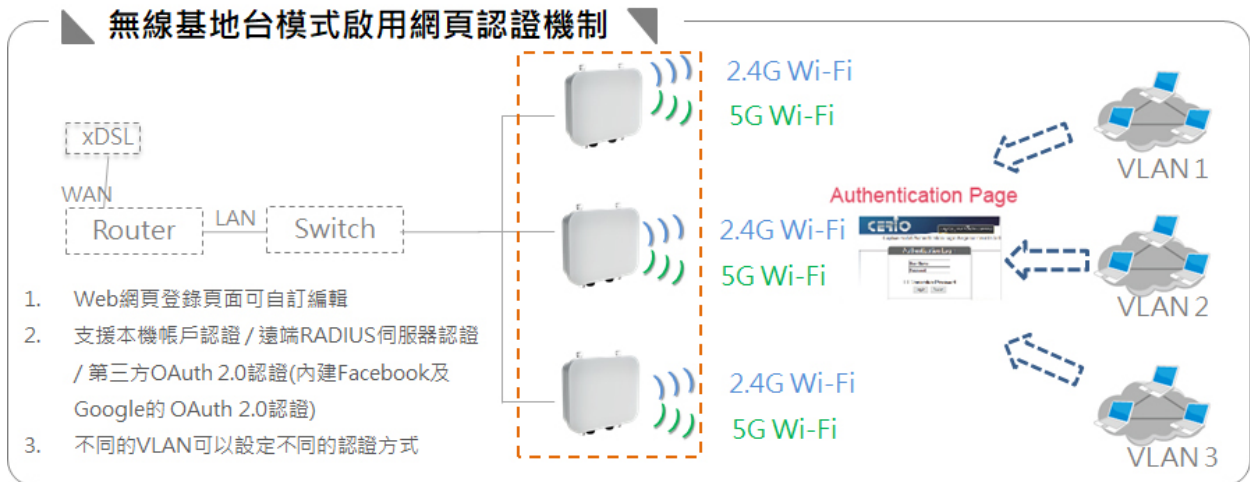 無線基地台模式啟用網頁認證機制
xDSL
WAN
Router
LAN
Switch
2.4G Wi-Fi
5G Wi-Fi
2.4G Wi-Fi
5G Wi-Fi
2.4G Wi-Fi
5G Wi-Fi
Authentication Page
CERIO
VLAN 1
VLAN 2
VLAN 3
1. Web網頁登錄頁面可自訂編輯
2. 支援本機帳戶認證 / 遠端RADIUS伺服器認證
/ 第三方OAuth 2.0認證(內建Facebook及
Google的 OAuth 2.0認證)
3. 不同的VLAN可以設定不同的認證方式